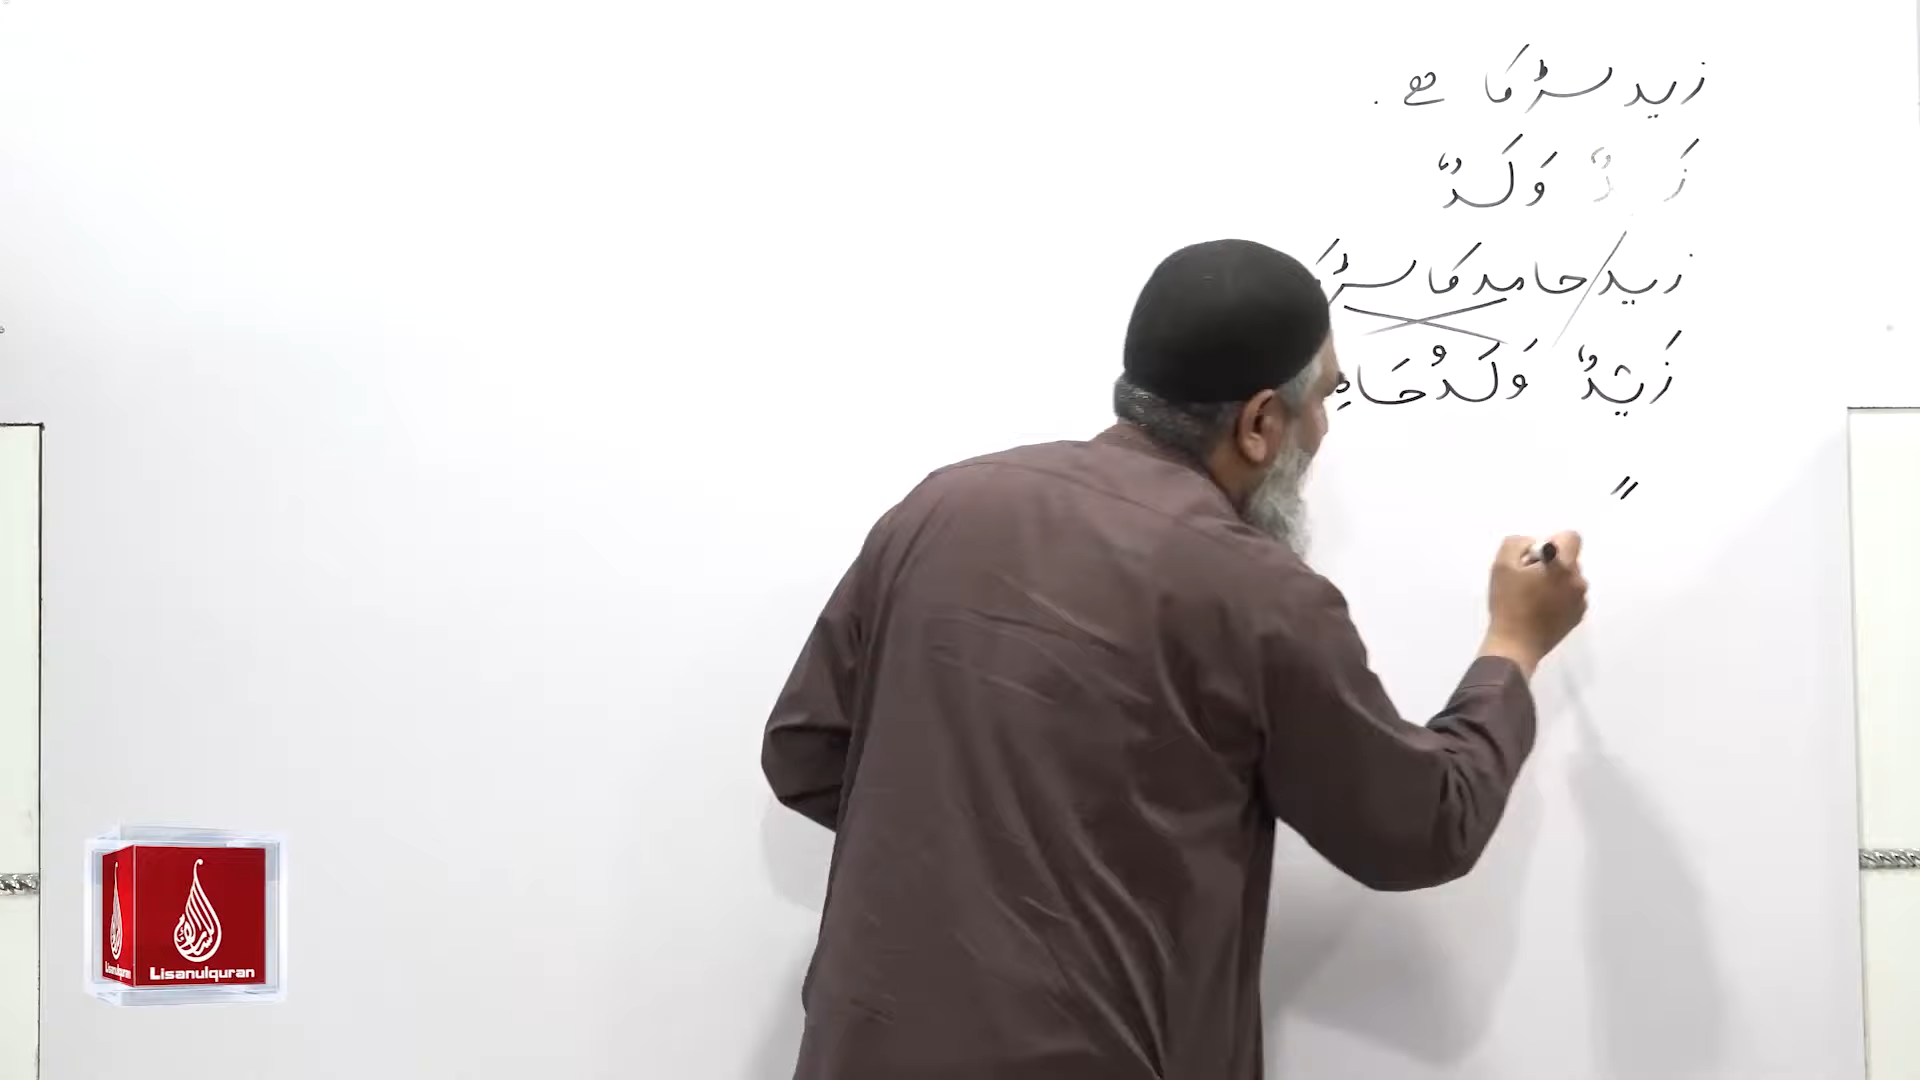 زید لڑکا ہے ۔
زَ دٌ وَلَدٌ
زید / حامد کا لڑکا
زَیْدٌ وَلَدُ حَامِ
〃
Lisanulquran